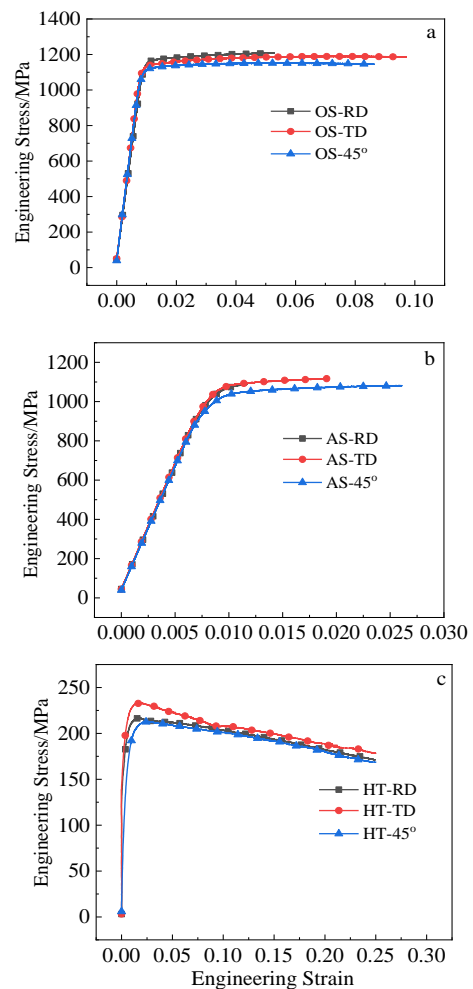 a
1400
1200
1000
800
600
400
200
0
Engineering Stress/MPa
OS-RD
OS-TD
OS-45°
0.00 0.02 0.04 0.06 0.08 0.10
b
1200
1000
800
600
400
200
0
Engineering Stress/MPa
AS-RD
AS-TD
AS-45°
0.000 0.005 0.010 0.015 0.020 0.025 0.030
c
250
200
150
100
50
0
Engineering Stress/MPa
HT-RD
HT-TD
HT-45°
0.00 0.05 0.10 0.15 0.20 0.25 0.30
Engineering Strain